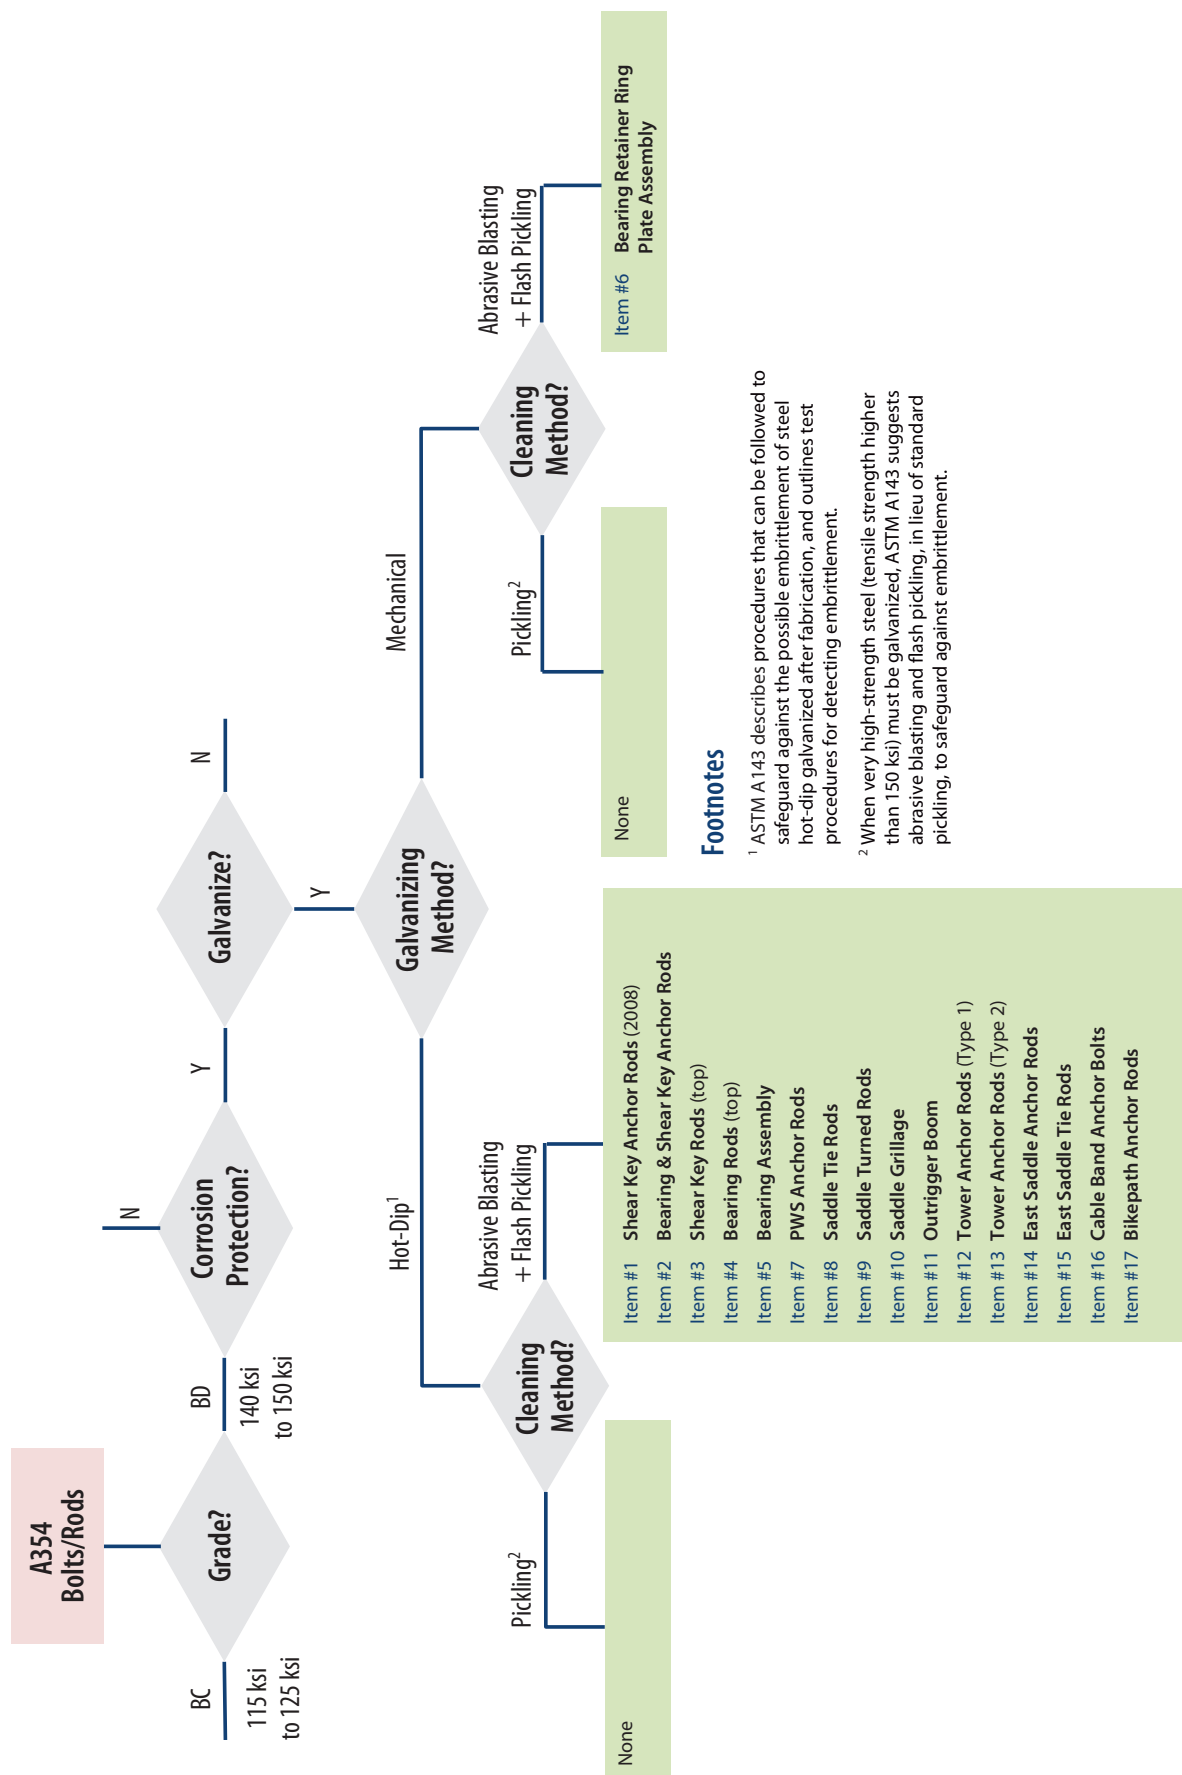 A354
Bolts/Rods
Grade?
BC
115 ksi
to 125 ksi
BD
140 ksi
to 150 ksi
Corrosion
Protection?
N
Y
Galvanize?
N
Y
Galvanizing
Method?
Hot-Dip1
Mechanical
Cleaning
Method?
Pickling2
Abrasive Blasting
+ Flash Pickling
Cleaning
Method?
Pickling2
Abrasive Blasting
+ Flash Pickling
None
Item #1 Shear Key Anchor Rods (2008)
Item #2 Bearing & Shear Key Anchor Rods
Item #3 Shear Key Rods (top)
Item #4 Bearing Rods (top)
Item #5 Bearing Assembly
Item #7 PWS Anchor Rods
Item #8 Saddle Tie Rods
Item #9 Saddle Turned Rods
Item #10 Saddle Grillage
Item #11 Outrigger Boom
Item #12 Tower Anchor Rods (Type 1)
Item #13 Tower Anchor Rods (Type 2)
Item #14 East Saddle Anchor Rods
Item #15 East Saddle Tie Rods
Item #16 Cable Band Anchor Bolts
Item #17 Bikepath Anchor Rods
None
Item #6 Bearing Retainer Ring
Plate Assembly
Footnotes
1 ASTM A143 describes procedures that can be followed to
safeguard against the possible embrittlement of steel
hot-dip galvanized after fabrication, and outlines test
procedures for detecting embrittlement.
2 When very high-strength steel (tensile strength higher
than 150 ksi) must be galvanized, ASTM A143 suggests
abrasive blasting and flash pickling, in lieu of standard
pickling, to safeguard against embrittlement.